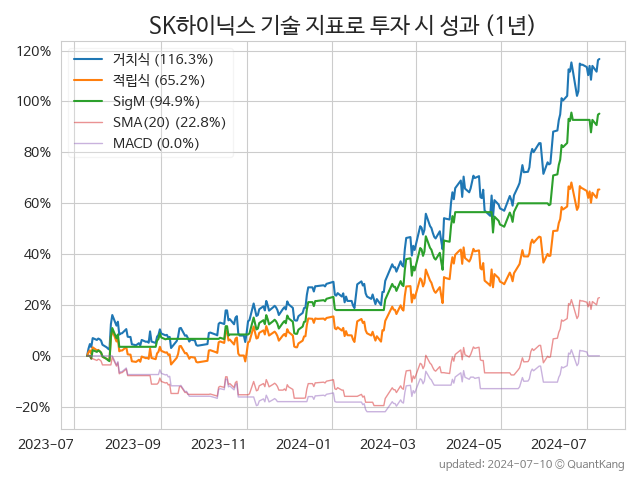 SK하이닉스 기술 지표로 투자 시 성과 (1년)
거치식 (116.3%)
적립식 (65.2%)
SigM (94.9%)
SMA(20) (22.8%)
MACD (0.0%)
120%
100%
80%
60%
40%
20%
0%
−20%
2023-07 2023-09 2023-11 2024-01 2024-03 2024-05 2024-07
updated: 2024-07-10 © QuantKang